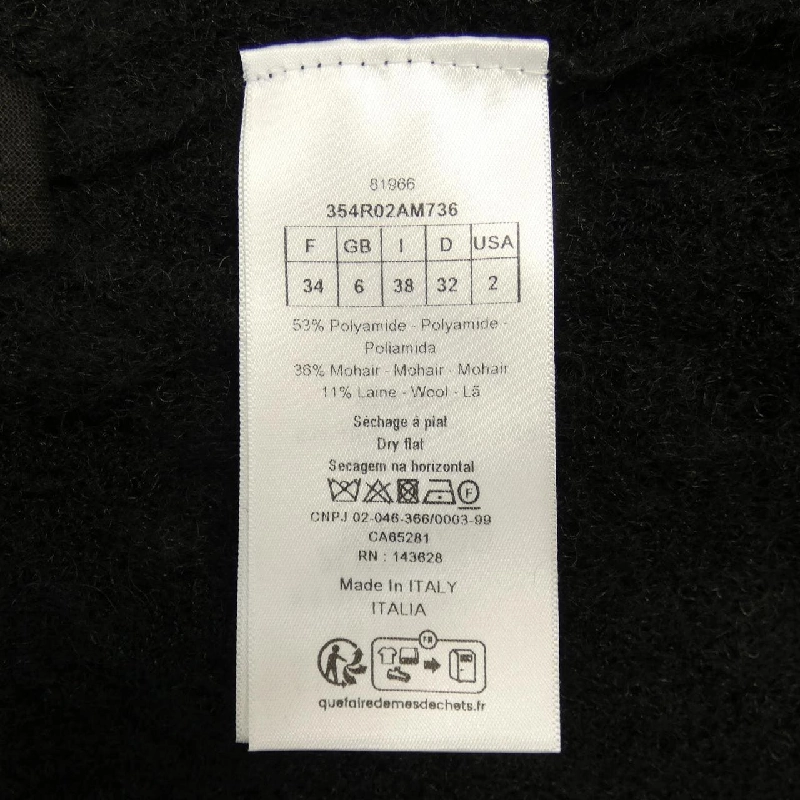 81966
354R02AM736
F GB I D USA
34 6 38 32 2
53% Polyamide - Polyamide -
Poliamida
36% Mohair - Mohair - Mohair
11% Laine - Wool - Lã
Séchage à plat
Dry flat
Secagem na horizontal
F
CNPJ 02-046-366/0003-99
CA65281
RN : 143628
Made In ITALY
ITALIA
FR
quefairedemesdechets.fr